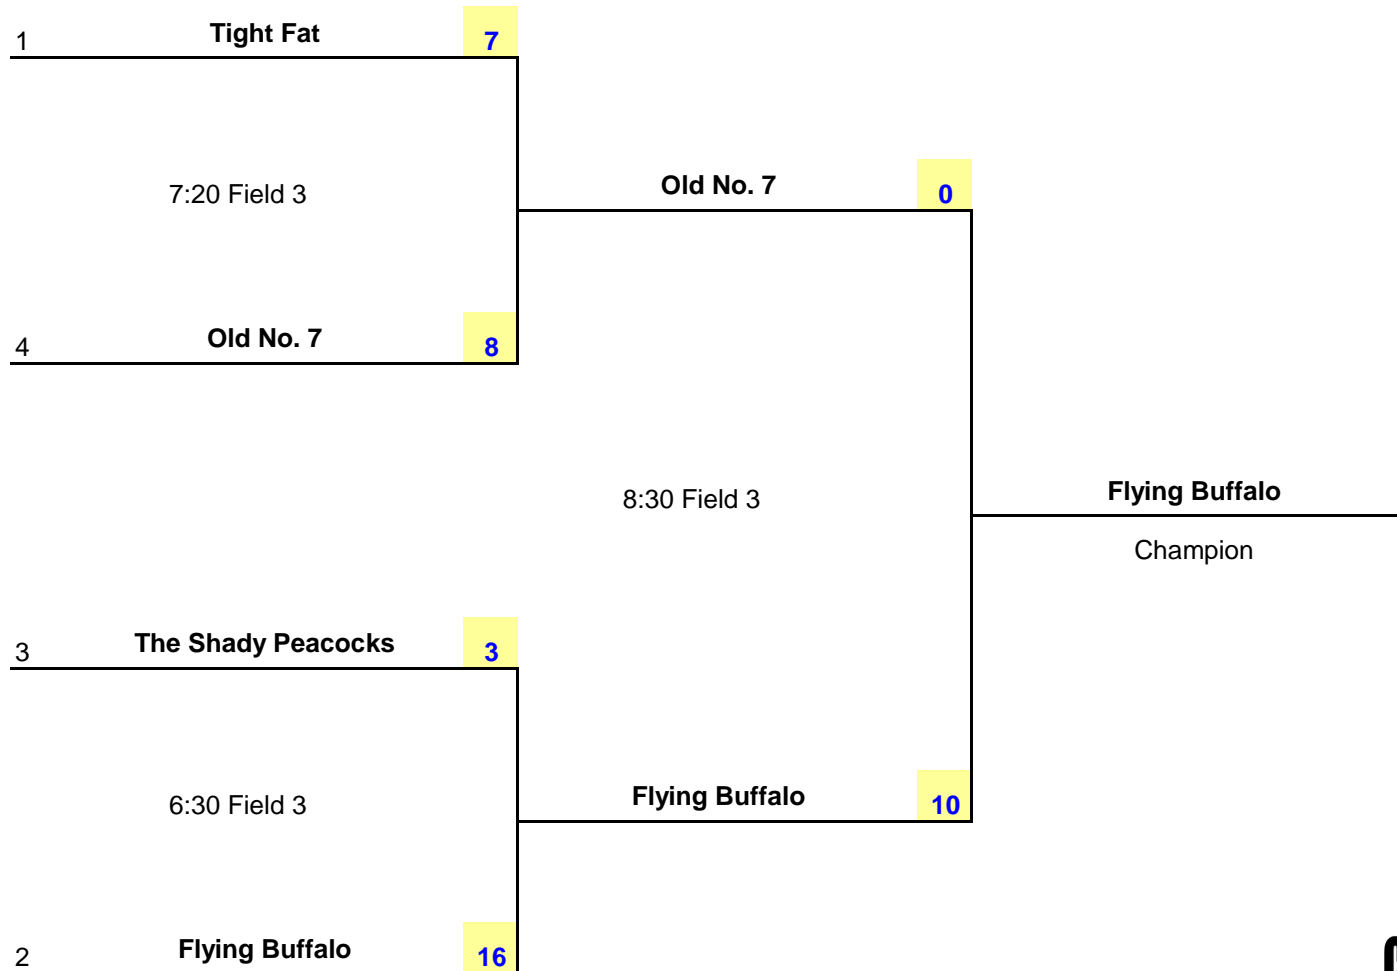 1 Tight Fat 7
7:20 Field 3
Old No. 7 0
4 Old No. 7 8
8:30 Field 3
Flying Buffalo
Champion
3 The Shady Peacocks 3
6:30 Field 3
Flying Buffalo 10
2 Flying Buffalo 16